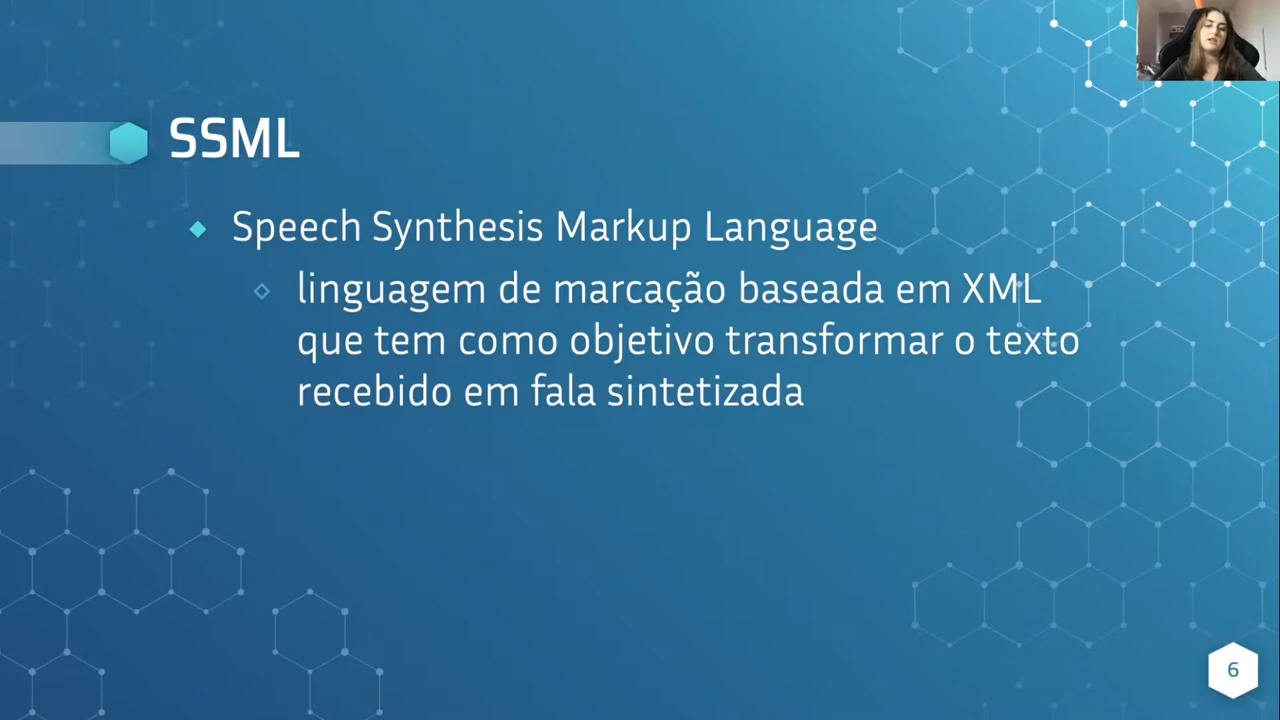 SSML
Speech Synthesis Markup Language
linguagem de marcação baseada em XML
que tem como objetivo transformar o texto
recebido em fala sintetizada
6